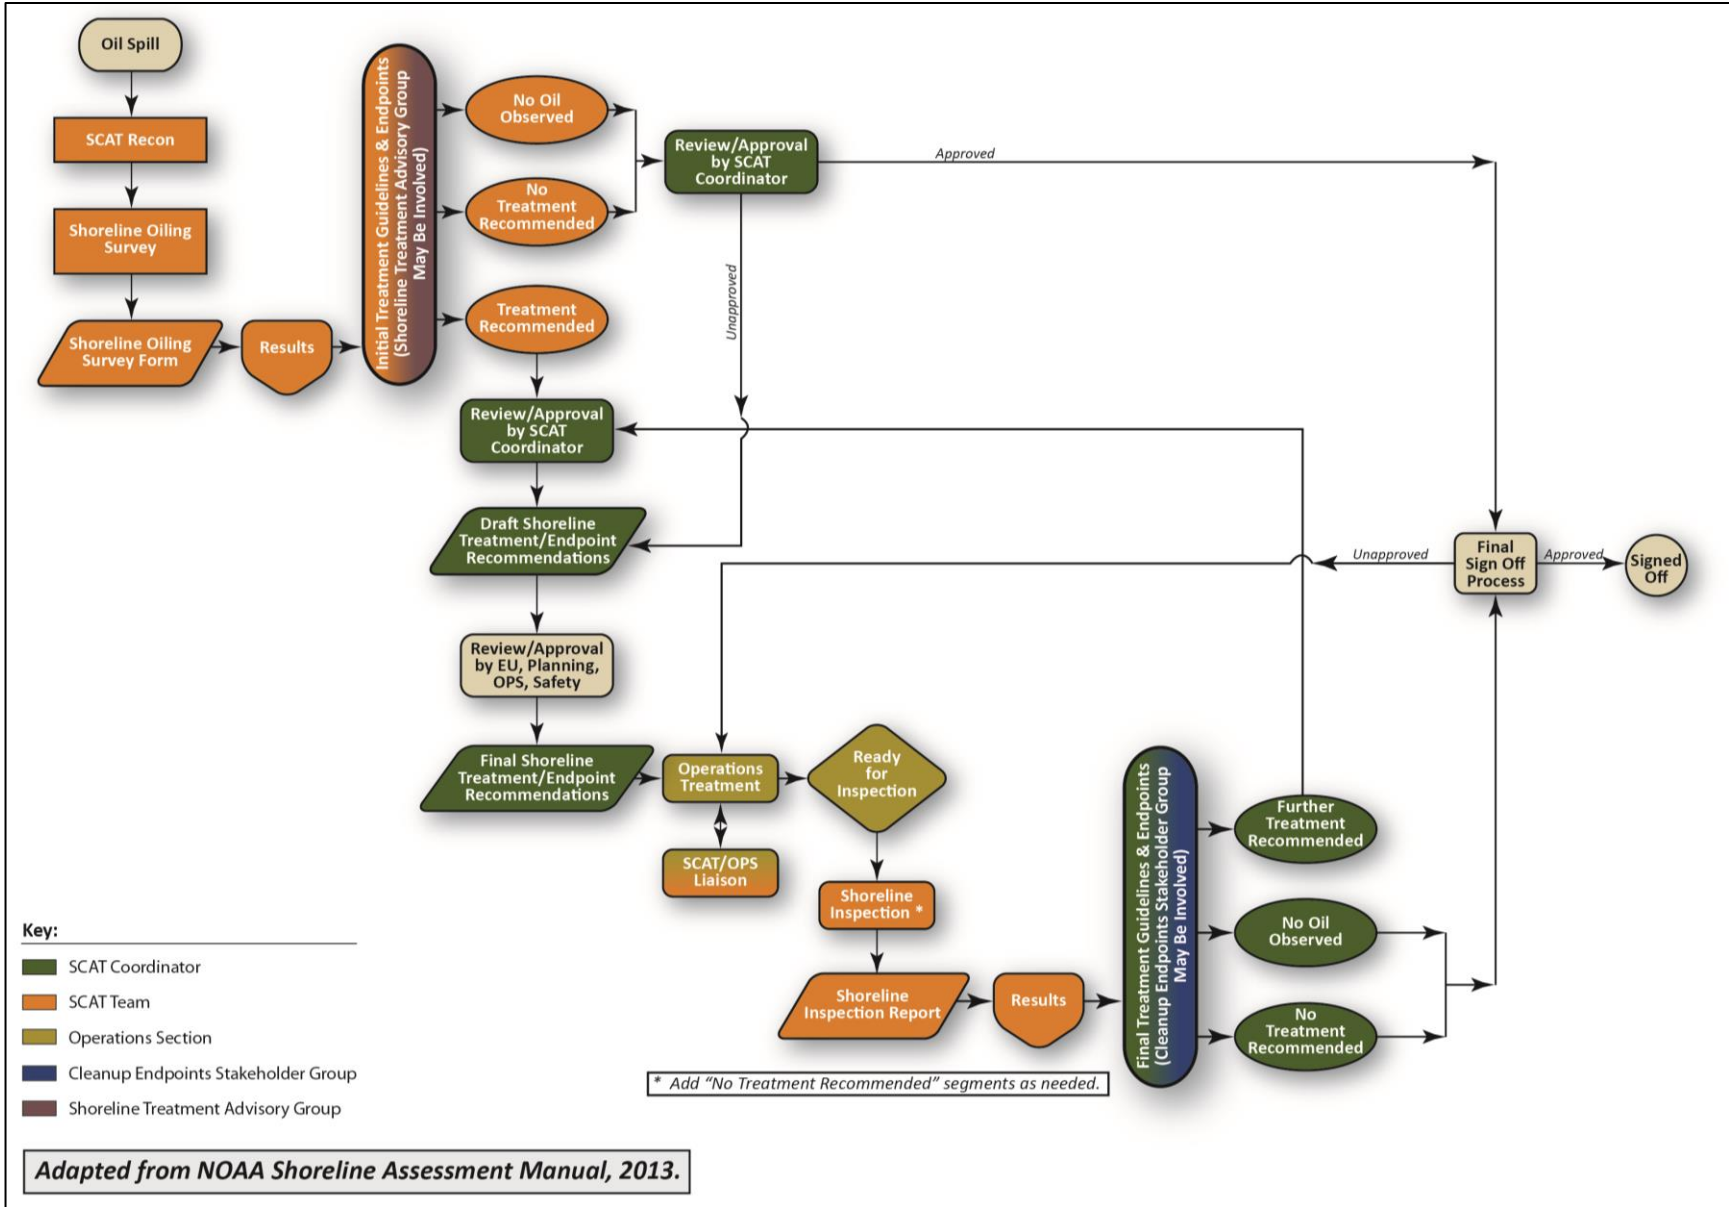 Oil Spill
SCAT Recon
Shoreline Oiling
Survey
Shoreline Oiling
Survey Form
Results
Initial Treatment Guidelines & Endpoints
(Shoreline Treatment Advisory Group
May Be Involved)
No Oil
Observed
No
Treatment
Recommended
Treatment
Recommended
Review/Approval
by SCAT
Coordinator
Approved
Unapproved
Review/Approval
by SCAT
Coordinator
Draft Shoreline
Treatment/Endpoint
Recommendations
Review/Approval
by EU, Planning,
OPS, Safety
Final Shoreline
Treatment/Endpoint
Recommendations
Operations
Treatment
SCAT/OPS
Liaison
Ready
for
Inspection
Shoreline
Inspection *
Shoreline
Inspection Report
Results
Final Treatment Guidelines & Endpoints
(Cleanup Endpoints Stakeholder Group
May Be Involved)
Further
Treatment
Recommended
No Oil
Observed
No
Treatment
Recommended
Unapproved
Final
Sign Off
Process
Approved
Signed
Off
* Add “No Treatment Recommended” segments as needed.
Key:
SCAT Coordinator
SCAT Team
Operations Section
Cleanup Endpoints Stakeholder Group
Shoreline Treatment Advisory Group
Adapted from NOAA Shoreline Assessment Manual, 2013.